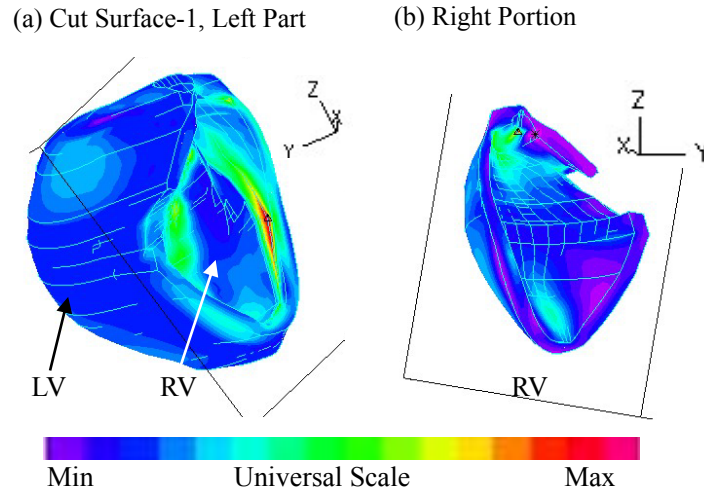 (a) Cut Surface-1, Left Part
(b) Right Portion
Z
X
Y
Z
X
Y
LV
RV
RV
Min
Universal Scale
Max